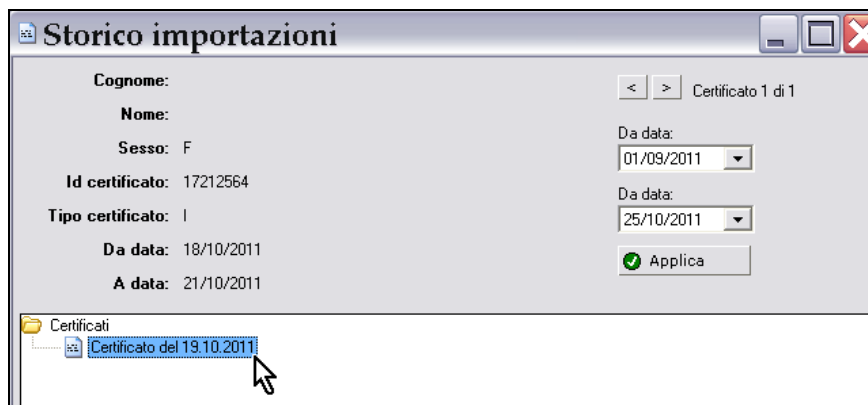 Storico importazioni
Cognome:
Nome:
Sesso: F
Id certificato: 17212564
Tipo certificato: I
Da data: 18/10/2011
A data: 21/10/2011
< > Certificato 1 di 1
Da data:
01/09/2011
Da data:
25/10/2011
Applica
Certificati
Certificato del 19.10.2011